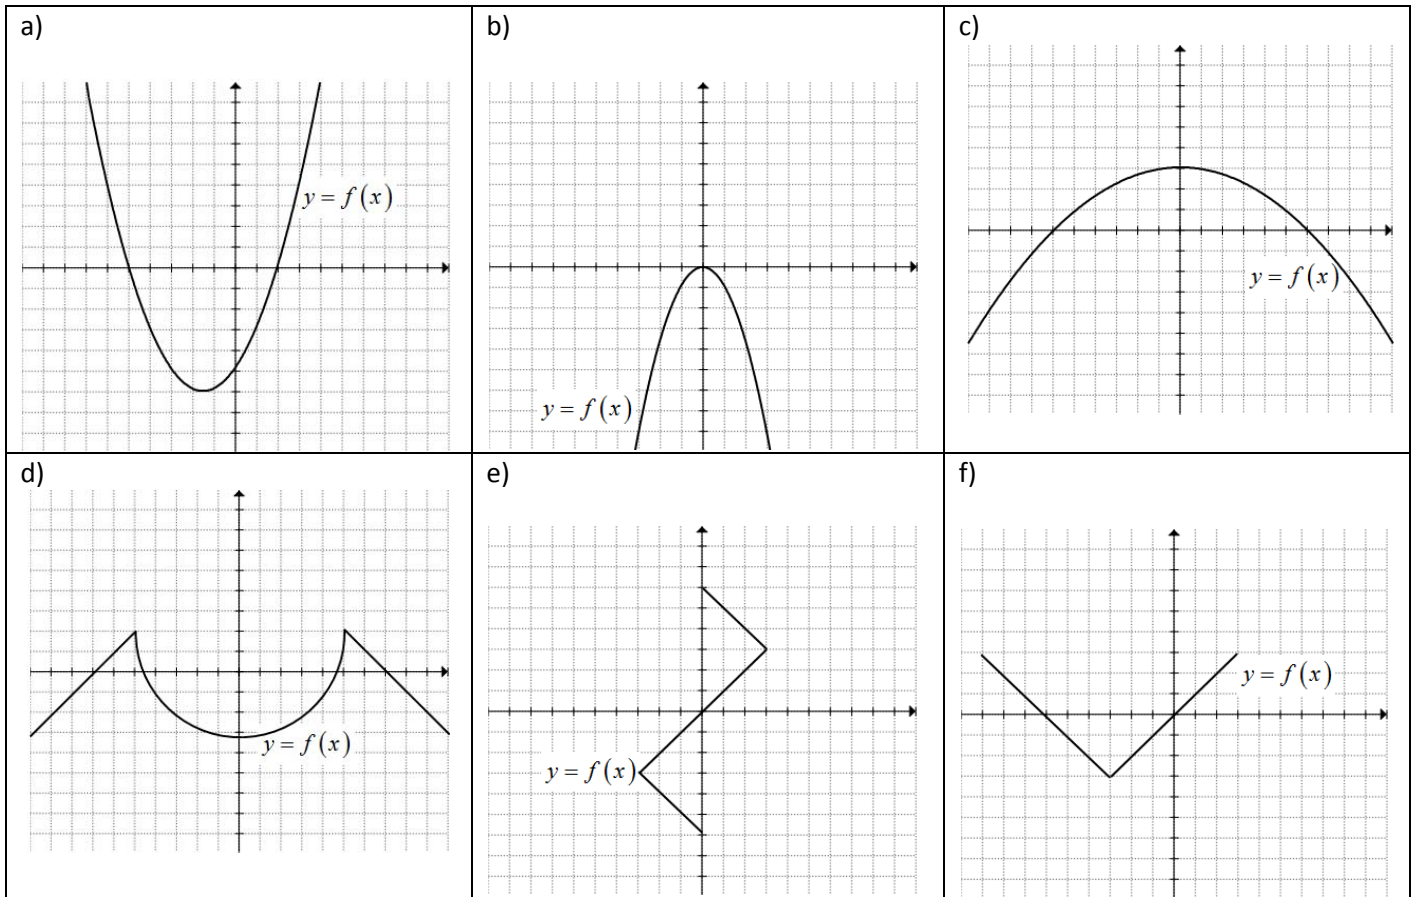 a)
y = f(x)
b)
y = f(x)
c)
y = f(x)
d)
y = f(x)
e)
y = f(x)
f)
y = f(x)